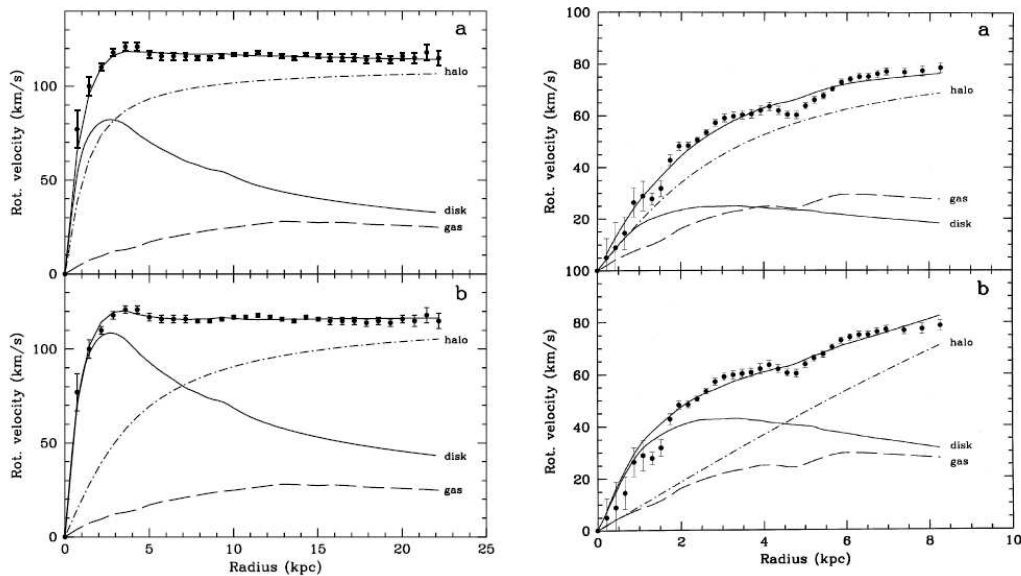 a
100
50
0
Rot. velocity (km/s)
halo
disk
gas
b
100
50
0
Rot. velocity (km/s)
halo
disk
gas
0 5 10 15 20 25
Radius (kpc)
a
100
80
60
40
20
100
Rot. velocity (km/s)
halo
gas
disk
b
80
60
40
20
0
Rot. velocity (km/s)
halo
disk
gas
0 2 4 6 8 10
Radius (kpc)